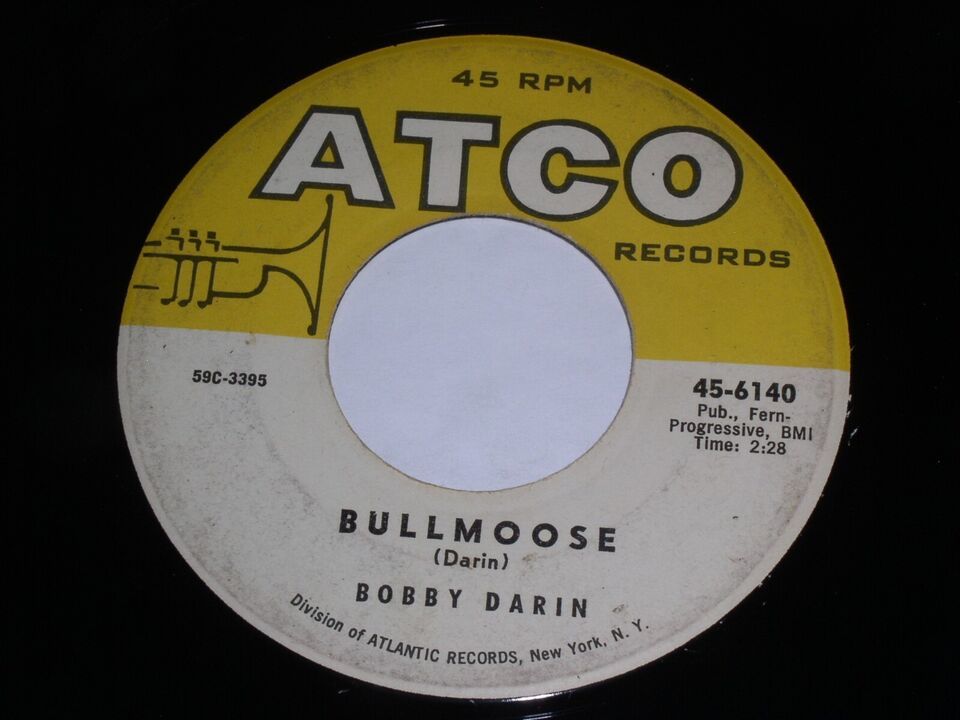 45 RPM
ATCO
RECORDS
59C-3395
45-6140
Pub., Fern-
Progressive, BMI
Time: 2:28
BULLMOOSE
(Darin)
BOBBY DARIN
Division of ATLANTIC RECORDS, New York, N. Y.